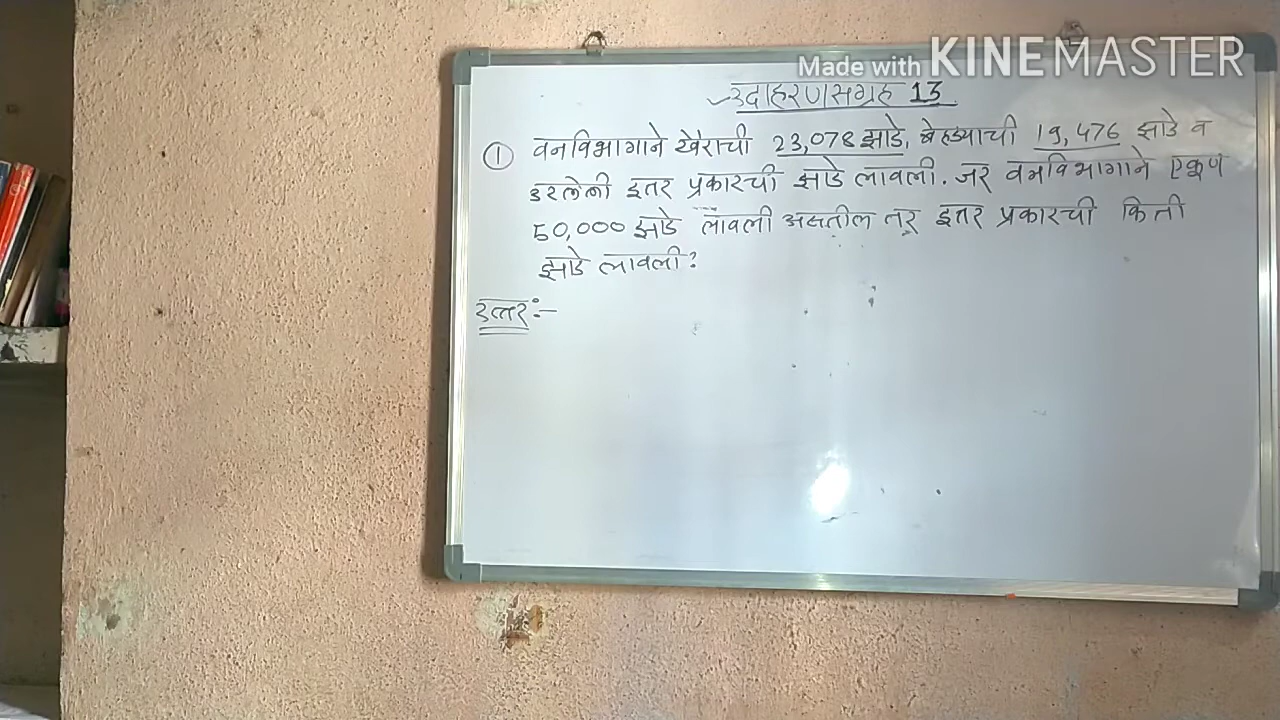 Made with KINEMASTER
उदाहरणसंग्रह 13
① वनविभागाने खैराची 23,078 झाडे, बेहड्याची 19,476 झाडे व
उरलेली इतर प्रकारची झाडे लावली. जर वनविभागाने एकूण
50,000 झाडे लावली असतील तर इतर प्रकारची किती
झाडे लावली?
उत्तर:-